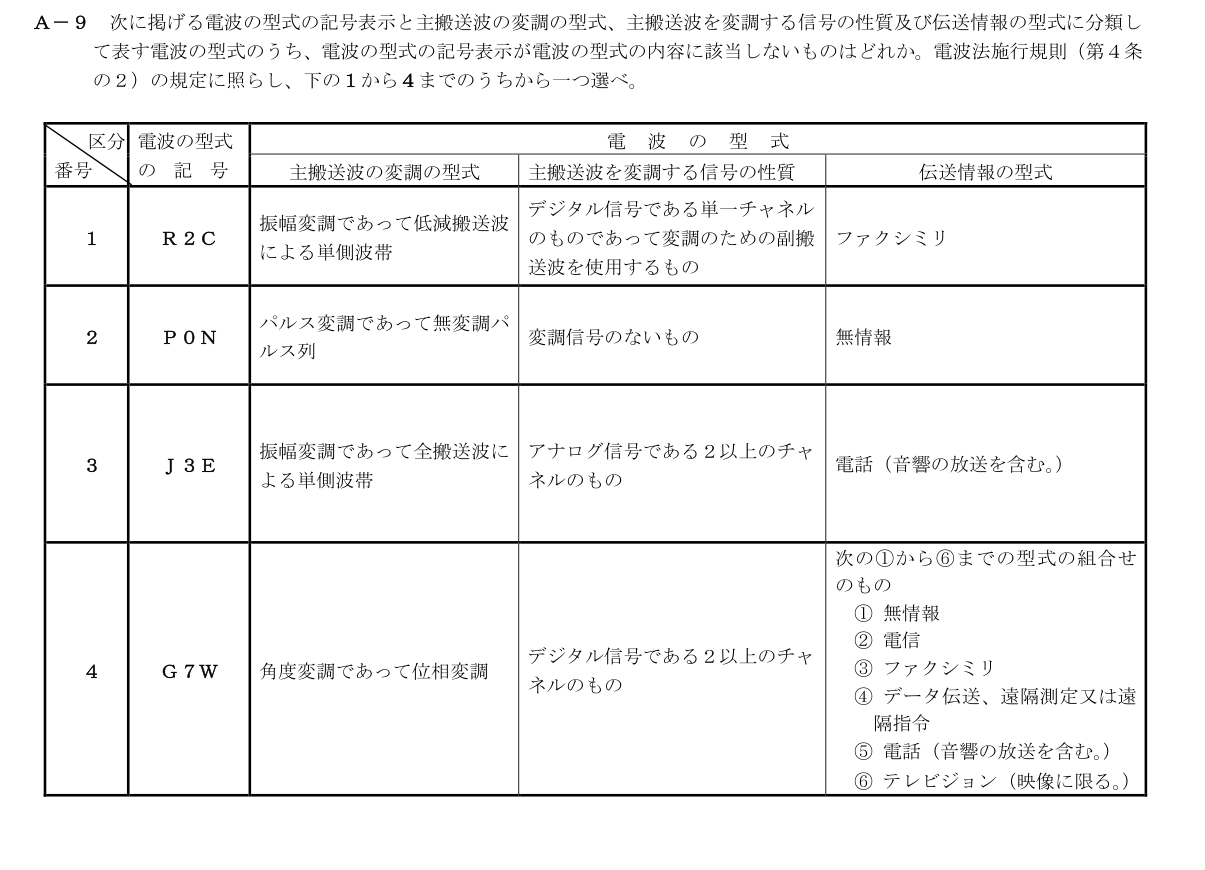 Ａ－９　次に掲げる電波の型式の記号表示と主搬送波の変調の型式、主搬送波を変調する信号の性質及び伝送情報の型式に分類し
て表す電波の型式のうち、電波の型式の記号表示が電波の型式の内容に該当しないものはどれか。電波法施行規則（第４条
の２）の規定に照らし、下の１から４までのうちから一つ選べ。
区分
番号
電波の型式
の　記　号
電　波　の　型　式
主搬送波の変調の型式
主搬送波を変調する信号の性質
伝送情報の型式
１
Ｒ２Ｃ
振幅変調であって低減搬送波
による単側波帯
デジタル信号である単一チャネル
のものであって変調のための副搬
送波を使用するもの
ファクシミリ
２
Ｐ０Ｎ
パルス変調であって無変調パ
ルス列
変調信号のないもの
無情報
３
Ｊ３Ｅ
振幅変調であって全搬送波に
よる単側波帯
アナログ信号である２以上のチャ
ネルのもの
電話（音響の放送を含む。）
４
Ｇ７Ｗ
角度変調であって位相変調
デジタル信号である２以上のチャ
ネルのもの
次の①から⑥までの型式の組合せ
のもの
① 無情報
② 電信
③ ファクシミリ
④ データ伝送、遠隔測定又は遠
隔指令
⑤ 電話（音響の放送を含む。）
⑥ テレビジョン（映像に限る。）